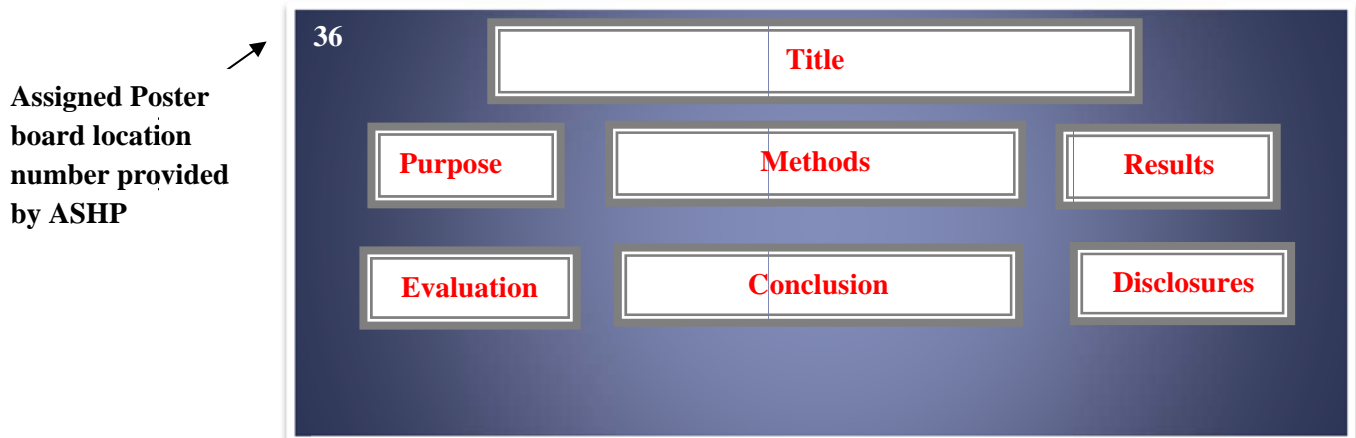 36
Title
Assigned Poster
board location
number provided
by ASHP
Purpose
Methods
Results
Evaluation
Conclusion
Disclosures